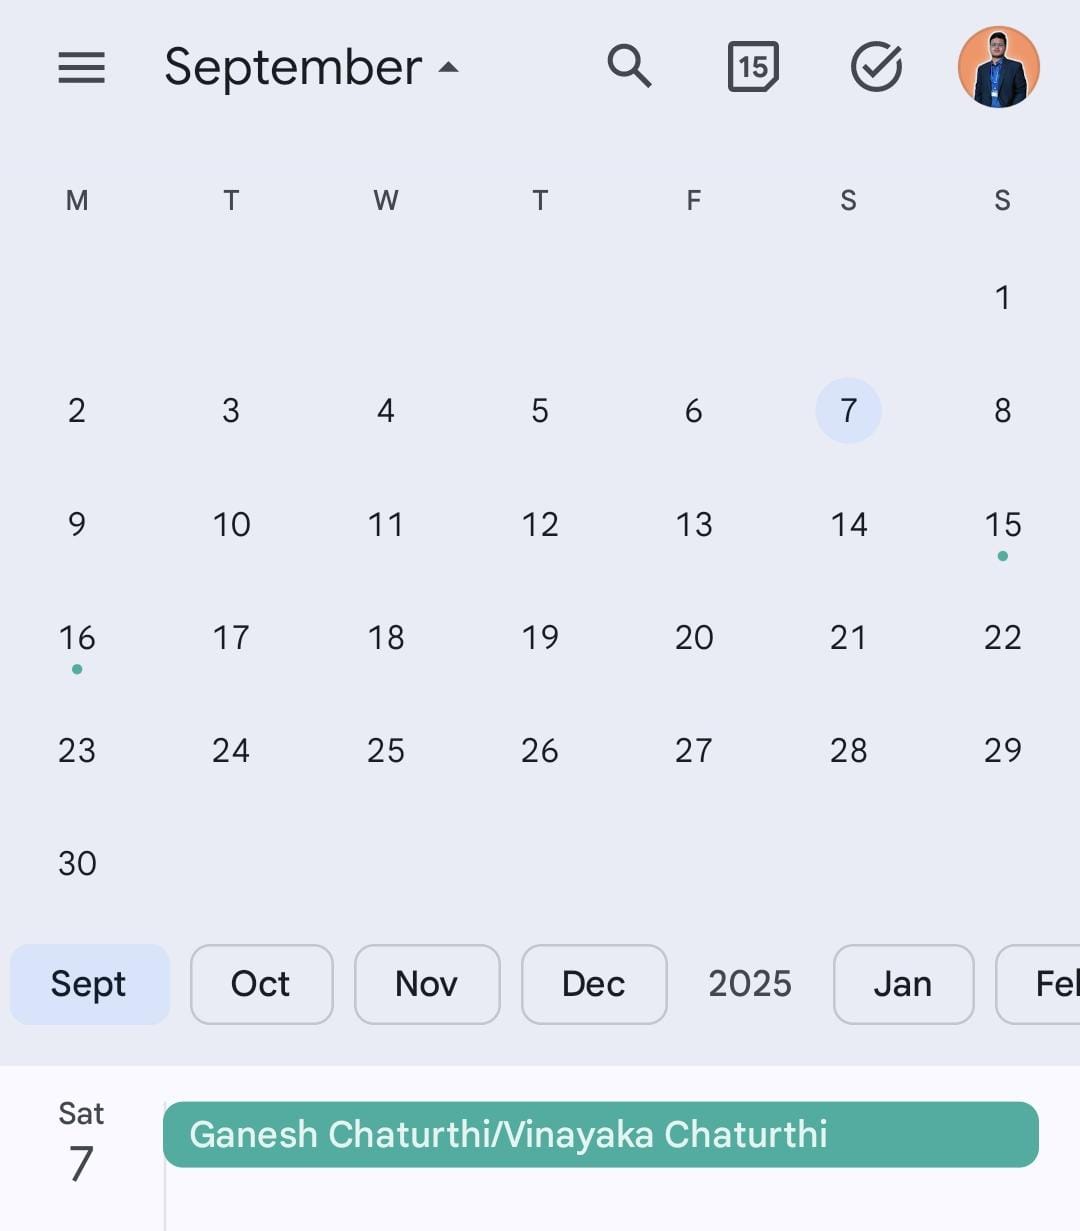 September
15
M T W T F S S
1
2 3 4 5 6 7 8
9 10 11 12 13 14 15
16 17 18 19 20 21 22
23 24 25 26 27 28 29
30
Sept Oct Nov Dec 2025 Jan Feb
Sat
7
Ganesh Chaturthi/Vinayaka Chaturthi